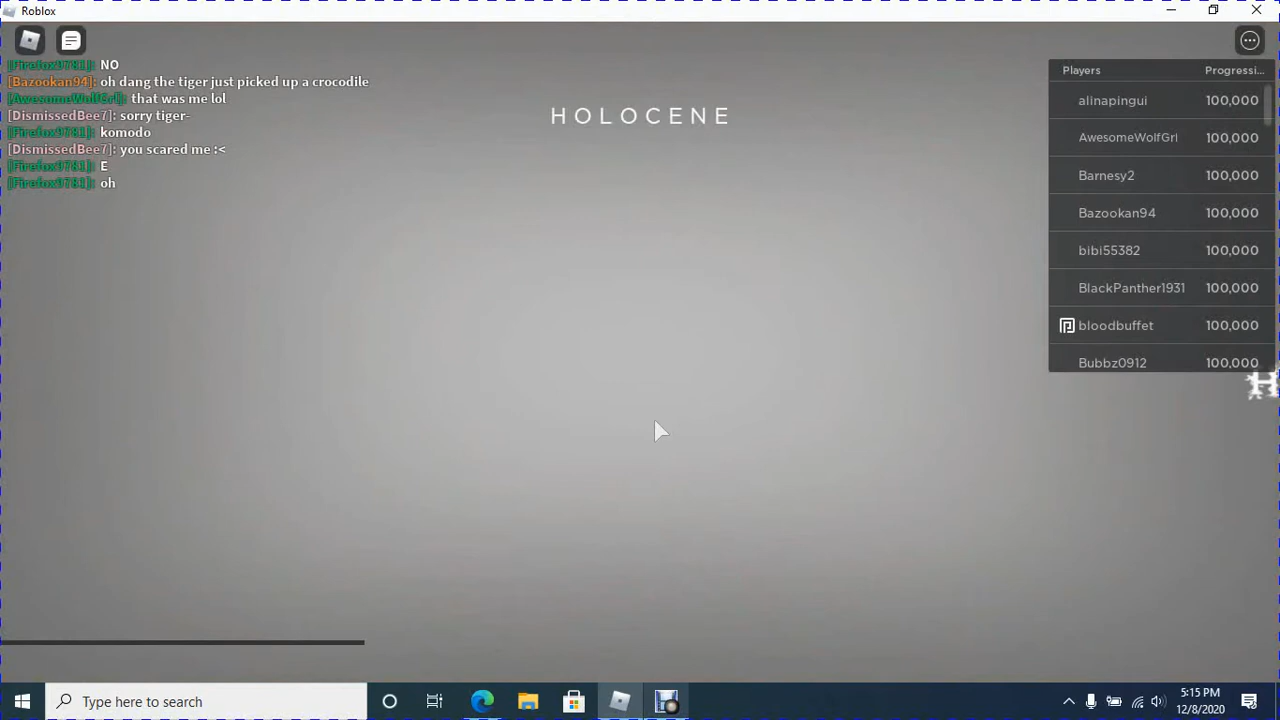 Roblox
[Firefox9781]: NO
[Bazookan94]: oh dang the tiger just picked up a crocodile
[AwesomeWolfGrl]: that was me lol
[DismissedBee7]: sorry tiger-
[Firefox9781]: komodo
[DismissedBee7]: you scared me :<
[Firefox9781]: E
[Firefox9781]: oh
HOLOCENE
Players Progressi...
alinapingui 100,000
AwesomeWolfGrl 100,000
Barnesy2 100,000
Bazookan94 100,000
bibi55382 100,000
BlackPanther1931 100,000
bloodbuffet 100,000
Bubbz0912 100,000
H
Type here to search
5:15 PM
12/8/2020